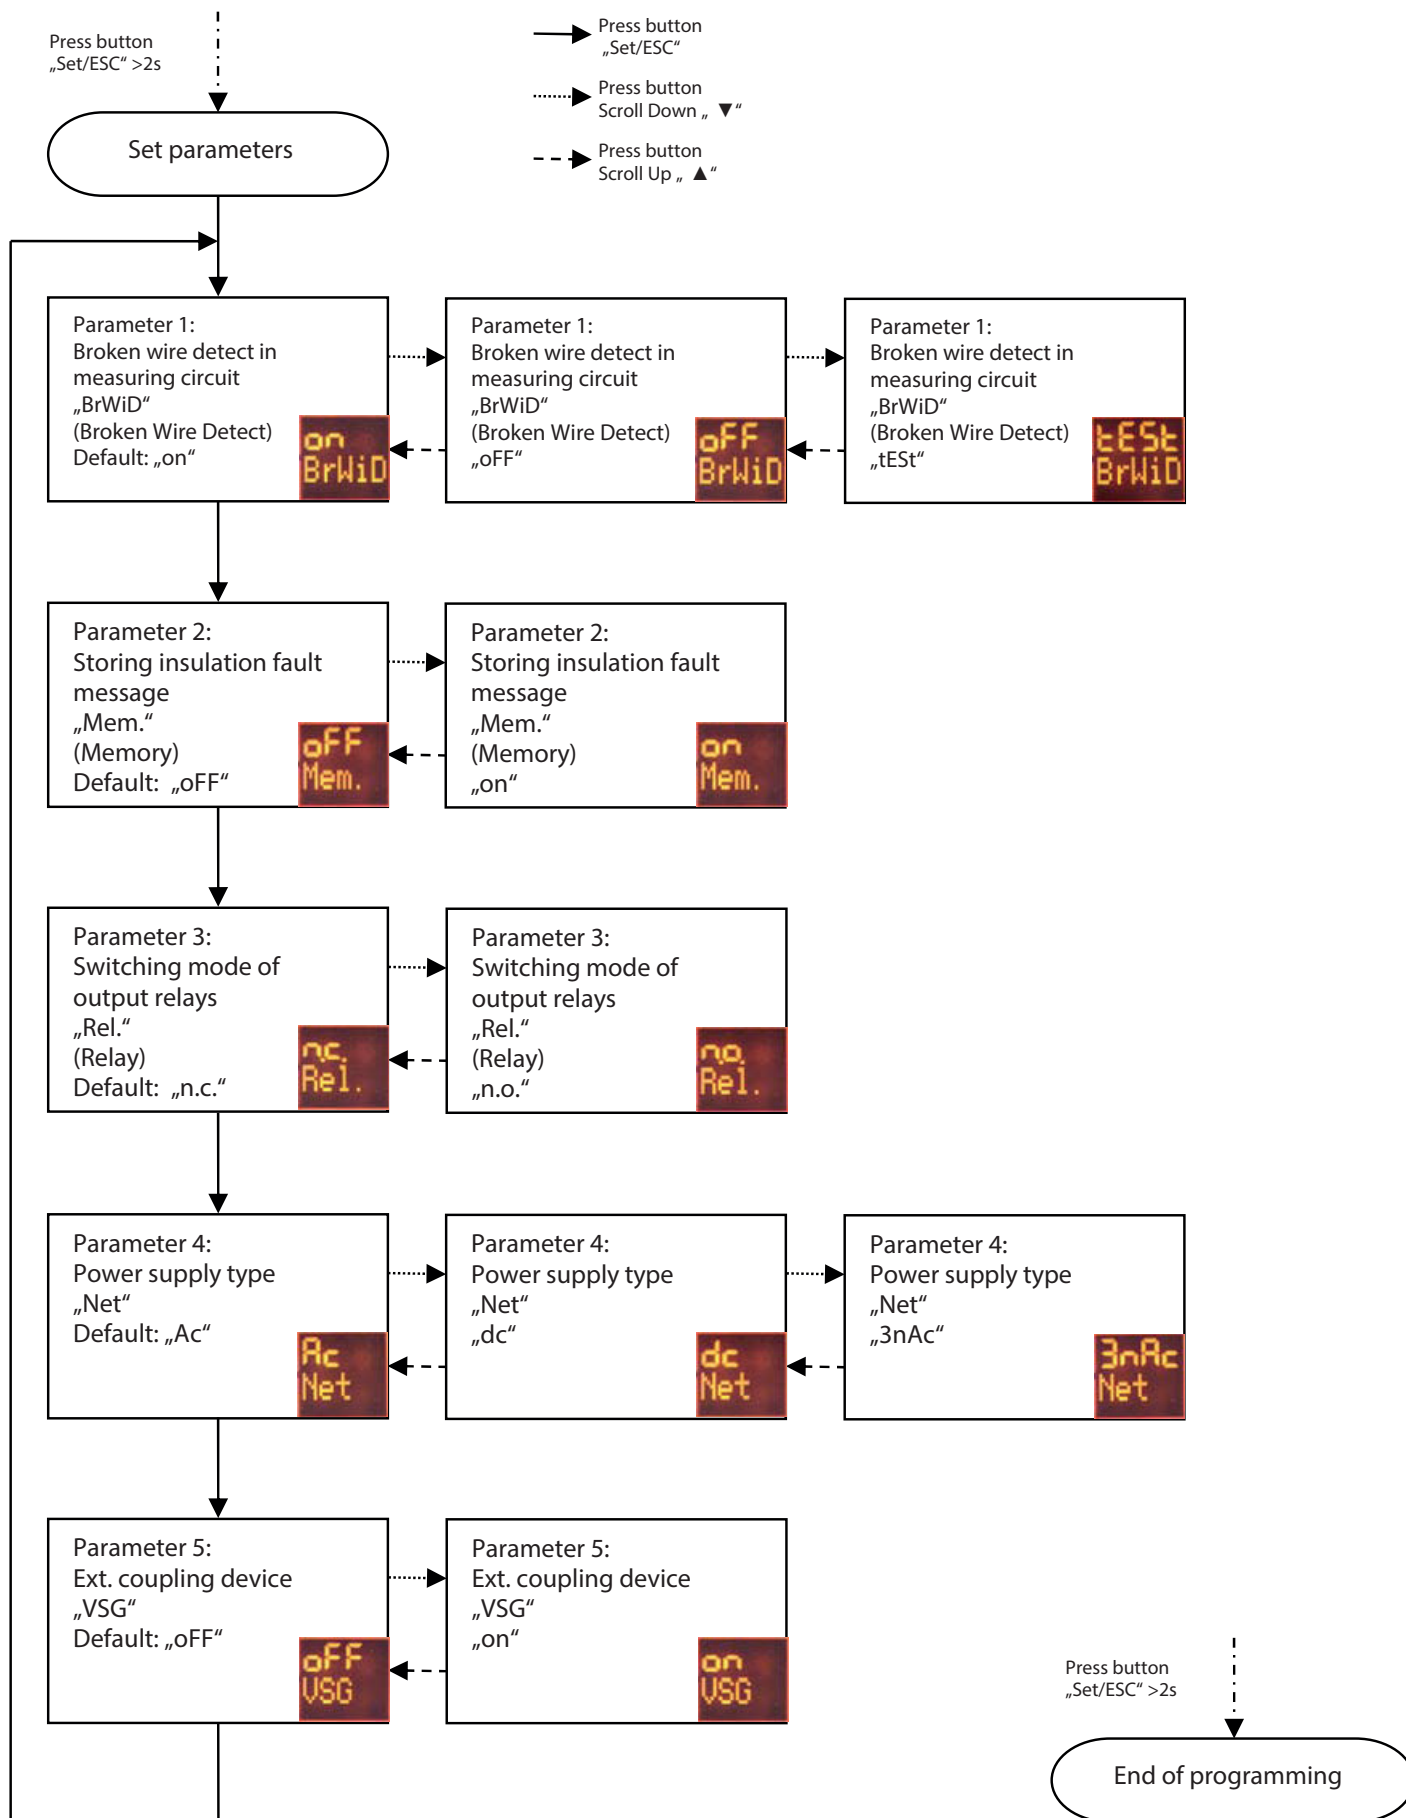 Press button
„Set/ESC“ >2s
Press button
„Set/ESC“
Press button
Scroll Down „ ▼“
Press button
Scroll Up „ ▲“
Set parameters
Parameter 1:
Broken wire detect in
measuring circuit
„BrWiD“
(Broken Wire Detect)
Default: „on“
on
BrWiD
Parameter 1:
Broken wire detect in
measuring circuit
„BrWiD“
(Broken Wire Detect)
„oFF“
oFF
BrWiD
Parameter 1:
Broken wire detect in
measuring circuit
„BrWiD“
(Broken Wire Detect)
„tESt“
tESt
BrWiD
Parameter 2:
Storing insulation fault
message
„Mem.“
(Memory)
Default: „oFF“
oFF
Mem.
Parameter 2:
Storing insulation fault
message
„Mem.“
(Memory)
„on“
on
Mem.
Parameter 3:
Switching mode of
output relays
„Rel.“
(Relay)
Default: „n.c.“
n.c.
Rel.
Parameter 3:
Switching mode of
output relays
„Rel.“
(Relay)
„n.o.“
n.o.
Rel.
Parameter 4:
Power supply type
„Net“
Default: „Ac“
Ac
Net
Parameter 4:
Power supply type
„Net“
„dc“
dc
Net
Parameter 4:
Power supply type
„Net“
„3nAc“
3nAc
Net
Parameter 5:
Ext. coupling device
„VSG“
Default: „oFF“
oFF
VSG
Parameter 5:
Ext. coupling device
„VSG“
„on“
on
VSG
Press button
„Set/ESC“ >2s
End of programming